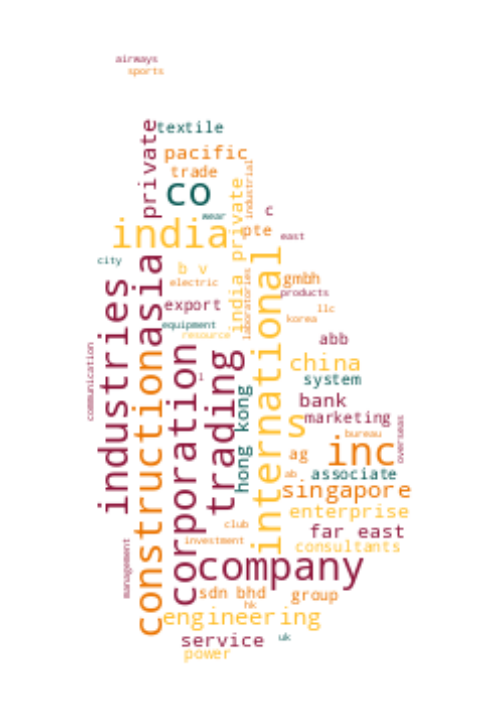 airways
sports
textile
private
pacific
trade
co
industrial
india private
wear
c
india
pte
east
city
asia
b v
electric
gmbh
products
industries
export
laboratories
international
llc
korea
equipment
resource
abb
communication
construction
corporation
trading
china
system
l
hong kong
bank
s
marketing
overseas
bureau
inc
ag
ab
associate
singapore
enterprise
club
far east
investment
consultants
management
company
sdn bhd
group
hk
engineering
service
uk
power